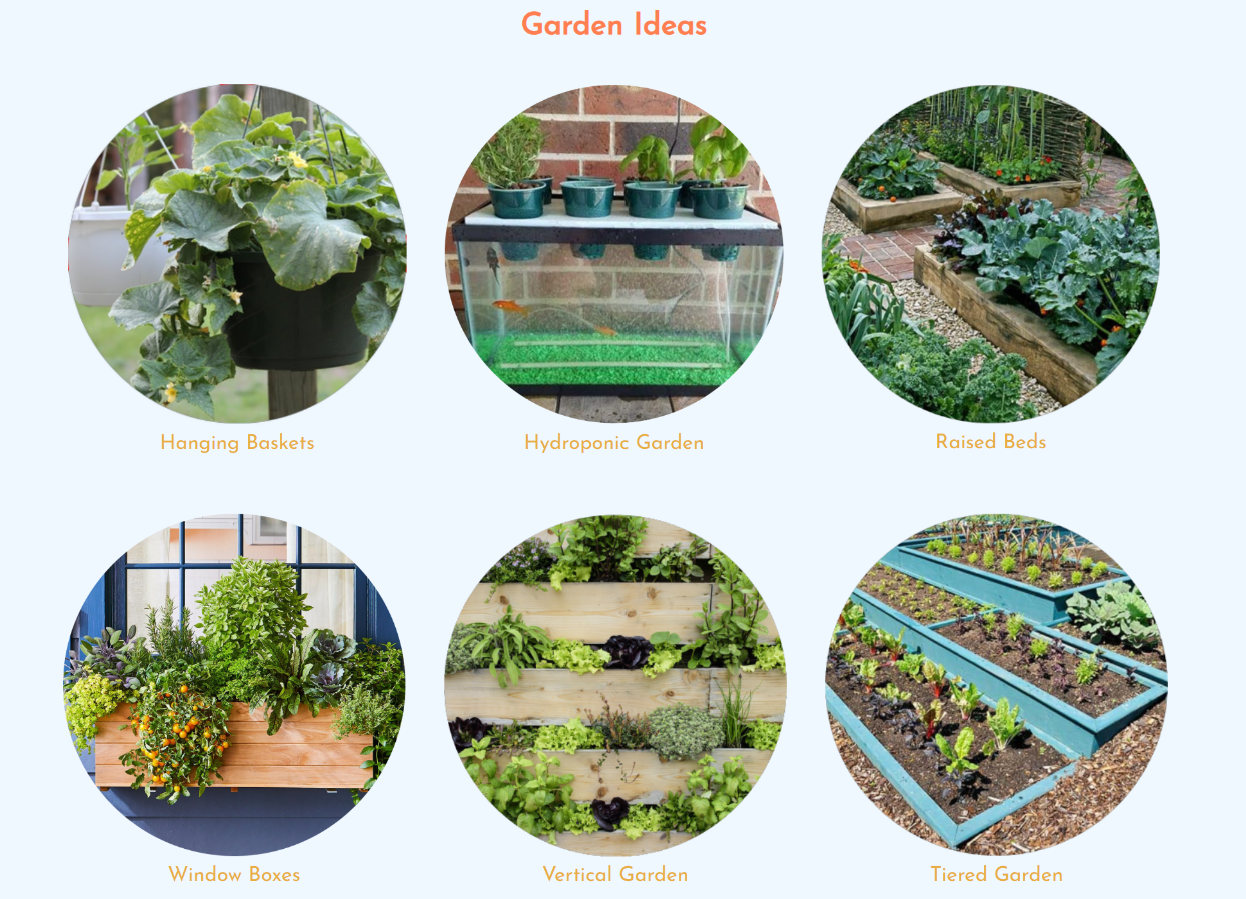 Garden Ideas
Hanging Baskets
Hydroponic Garden
Raised Beds
Window Boxes
Vertical Garden
Tiered Garden